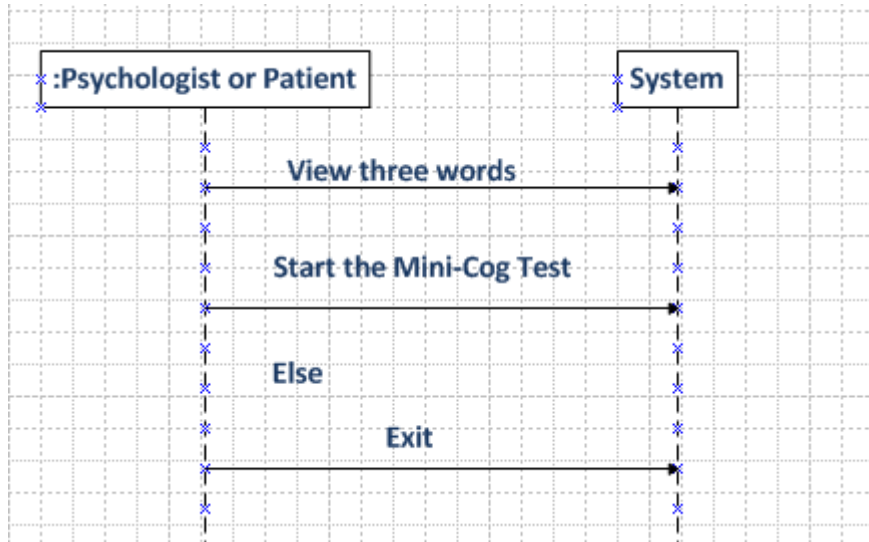 :Psychologist or Patient
System
View three words
Start the Mini-Cog Test
Else
Exit